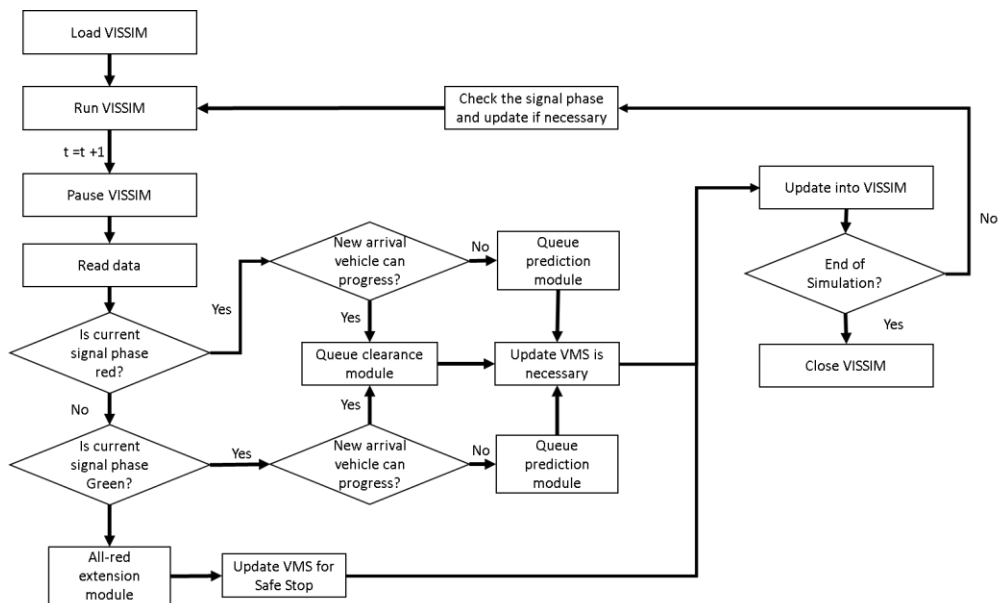 Load VISSIM
Run VISSIM
Check the signal phase
and update if necessary
t =t +1
Pause VISSIM
Update into VISSIM
No
New arrival
vehicle can
progress?
No
Queue
prediction
module
Read data
End of
Simulation?
Yes
Yes
Yes
Is current
signal phase
red?
Queue clearance
module
Update VMS is
necessary
Close VISSIM
No
Yes
Is current
signal phase
Green?
Yes
New arrival
vehicle can
progress?
No
Queue
prediction
module
All-red
extension
module
Update VMS for
Safe Stop